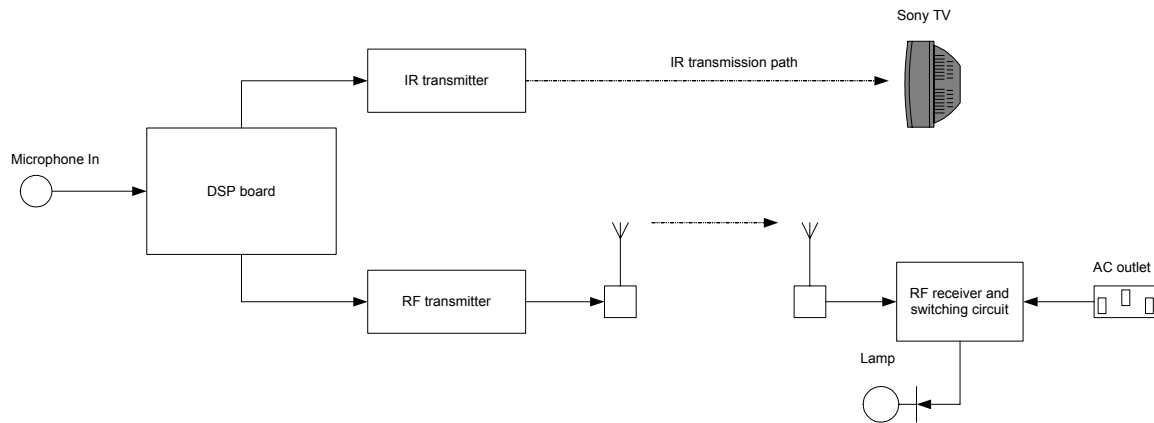 Sony TV
IR transmitter
IR transmission path
Microphone In
DSP board
RF transmitter
RF receiver and
switching circuit
AC outlet
Lamp